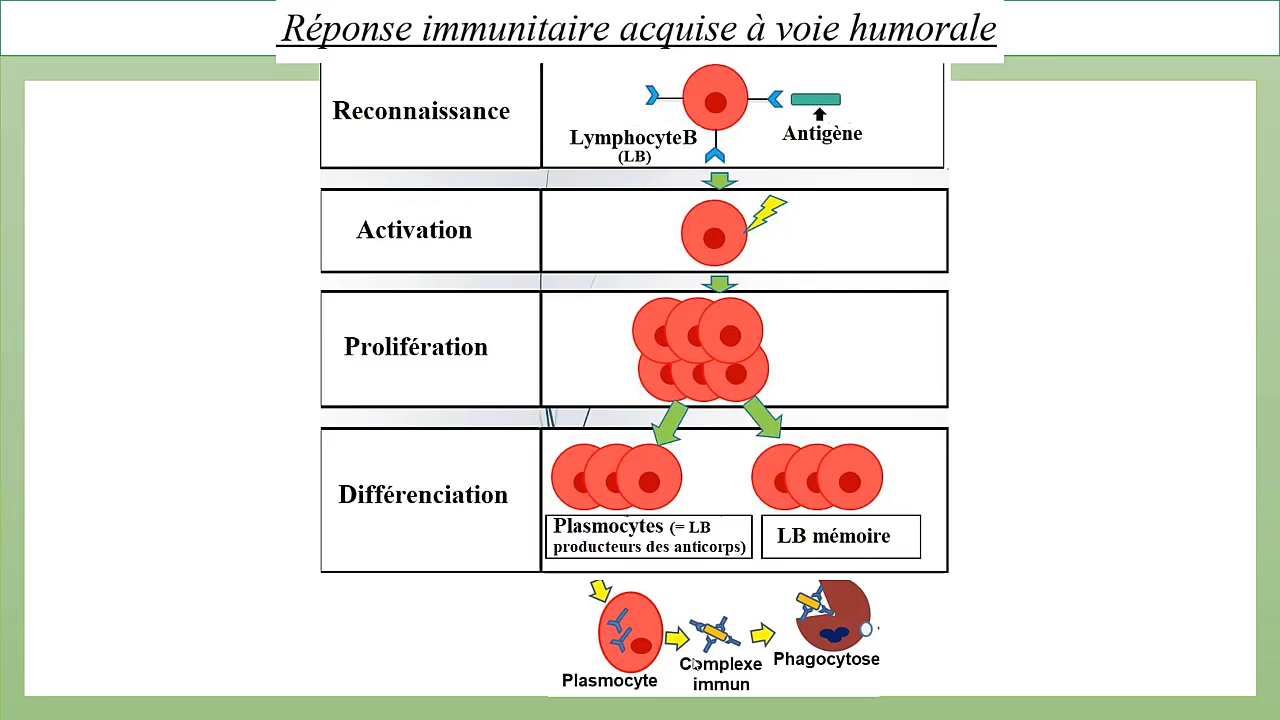 Réponse immunitaire acquise à voie humorale
Reconnaissance
LymphocyteB
(LB)
Antigène
Activation
Prolifération
Différenciation
Plasmocytes (= LB
producteurs des anticorps)
LB mémoire
Plasmocyte
Complexe
immun
Phagocytose